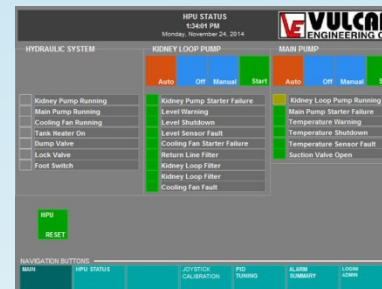 HPU STATUS
1:34:01 PM
Monday, November 24, 2014
VULCA
ENGINEERING C
HYDRAULIC SYSTEM
KIDNEY LOOP PUMP
MAIN PUMP
Auto Off Manual Start
Auto Off Manual S
Kidney Pump Running
Main Pump Running
Cooling Fan Running
Tank Heater On
Dump Valve
Lock Valve
Foot Switch
Kidney Pump Starter Failure
Level Warning
Level Shutdown
Level Sensor Fault
Cooling Fan Starter Failure
Return Line Filter
Kidney Loop Filter
Kidney Loop Filter
Cooling Fan Fault
Kidney Loop Pump Running
Main Pump Starter Failure
Temperature Warning
Temperature Shutdown
Temperature Sensor Fault
Suction Valve Open
HPU
RESET
NAVIGATION BUTTONS
MAIN
HPU STATUS
JOYSTICK
CALIBRATION
PID
TUNING
ALARM
SUMMARY
LOGIN/
ADMIN